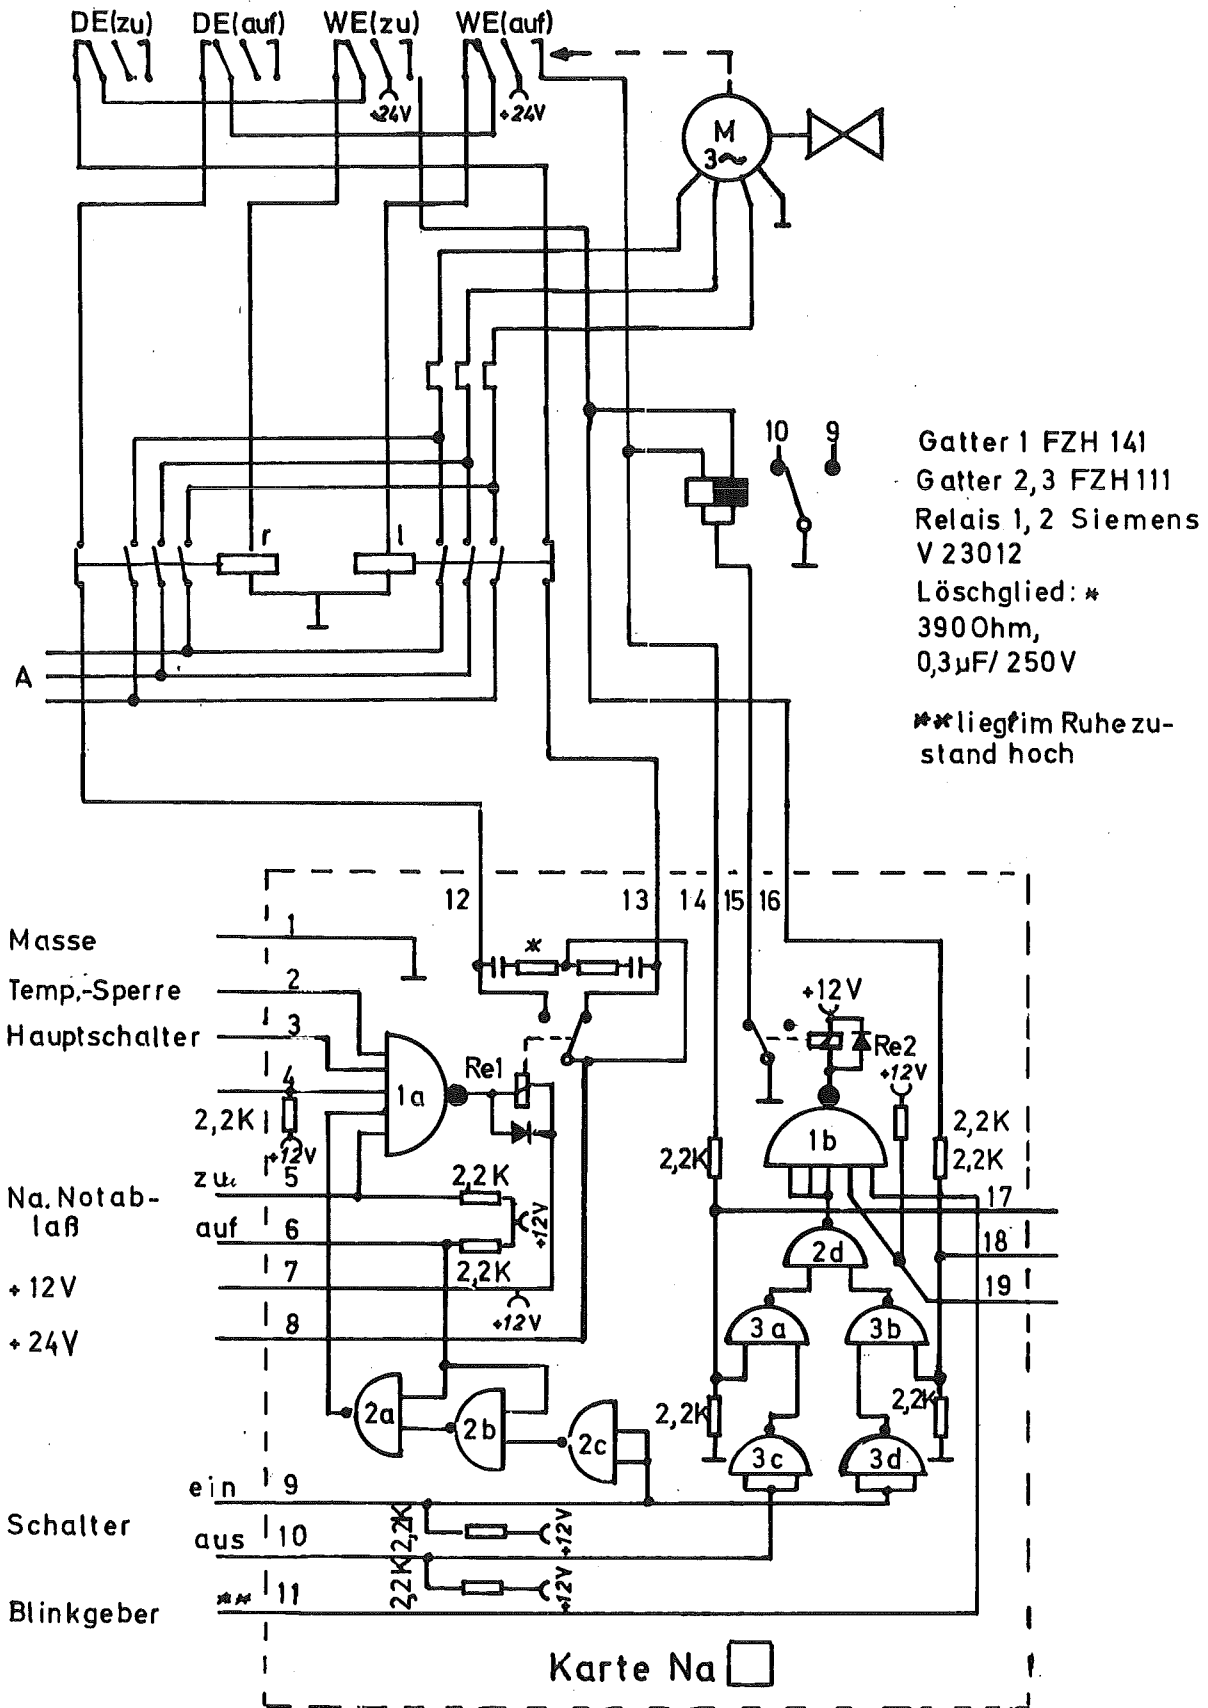 DE(zu) DE(auf) WE(zu) WE(auf)
+24V +24V
M
3~
10 9
Gatter 1 FZH 141
Gatter 2,3 FZH 111
Relais 1, 2 Siemens
V 23012
Löschglied: *
390 Ohm,
0,3µF/ 250V
** liegt im Ruhezu-
stand hoch
r l
A
12 13 14 15 16
Masse 1
*
Temp.-Sperre 2
+12V
Hauptschalter 3
Re1 Re2
+12V
4
1a
2,2K
+12V
1b
2,2K
2,2K
2,2K
Na. Notab-
laß
zu 5
2,2K
+12V
17
auf 6
2,2K
2d
18
+12V 7
+12V
19
+24V 8
3a 3b
2a 2b 2c
2,2K 2,2K
3c 3d
Schalter
ein 9
2,2K +12V
aus 10
2,2K +12V
Blinkgeber ** 11
Karte Na